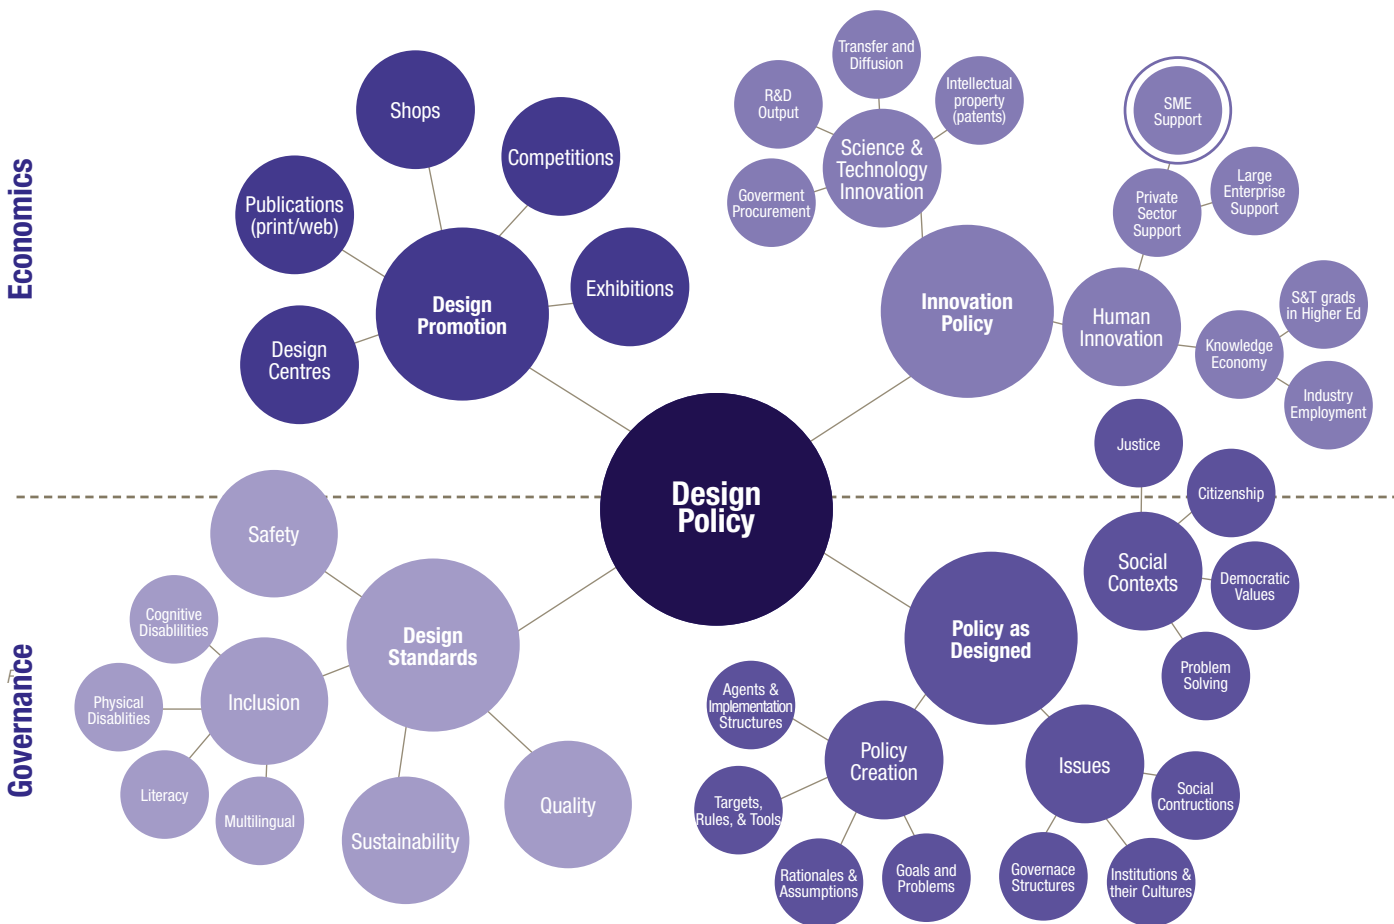 Economics
Shops
Competitions
Publications
(print/web)
Exhibitions
Design
Promotion
Design
Centres
Transfer and
Diffusion
R&D
Output
Intellectual
property
(patents)
Science &
Technology
Innovation
Goverment
Procurement
SME
Support
Large
Enterprise
Support
Private
Sector
Support
Innovation
Policy
Human
Innovation
S&T grads
in Higher Ed
Knowledge
Economy
Industry
Employment
Design
Policy
Governance
Safety
Design
Standards
Cognitive
Disablilities
Inclusion
Physical
Disablities
Literacy
Multilingual
Sustainability
Quality
Justice
Citizenship
Social
Contexts
Democratic
Values
Problem
Solving
Policy as
Designed
Agents &
Implementation
Structures
Policy
Creation
Targets,
Rules, & Tools
Rationales &
Assumptions
Goals and
Problems
Issues
Social
Contructions
Governace
Structures
Institutions &
their Cultures